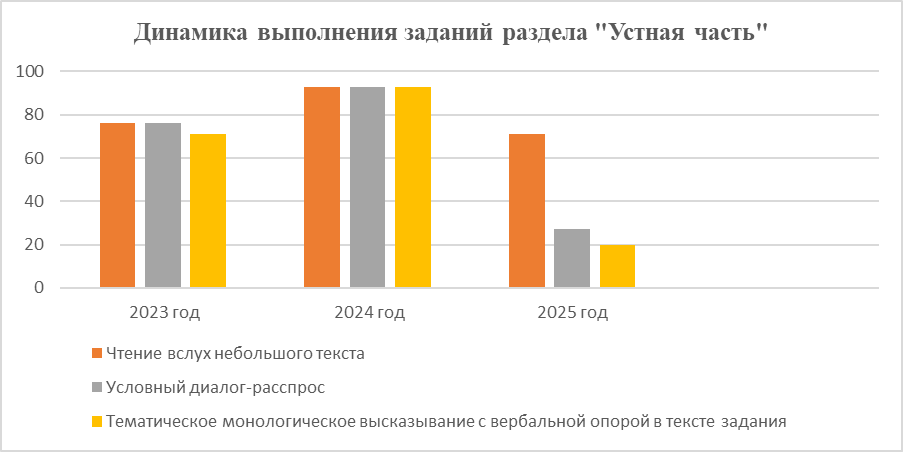 Динамика выполнения заданий раздела "Устная часть"
100
80
60
40
20
0
2023 год 2024 год 2025 год
Чтение вслух небольшого текста
Условный диалог-расспрос
Тематическое монологическое высказывание с вербальной опорой в тексте задания